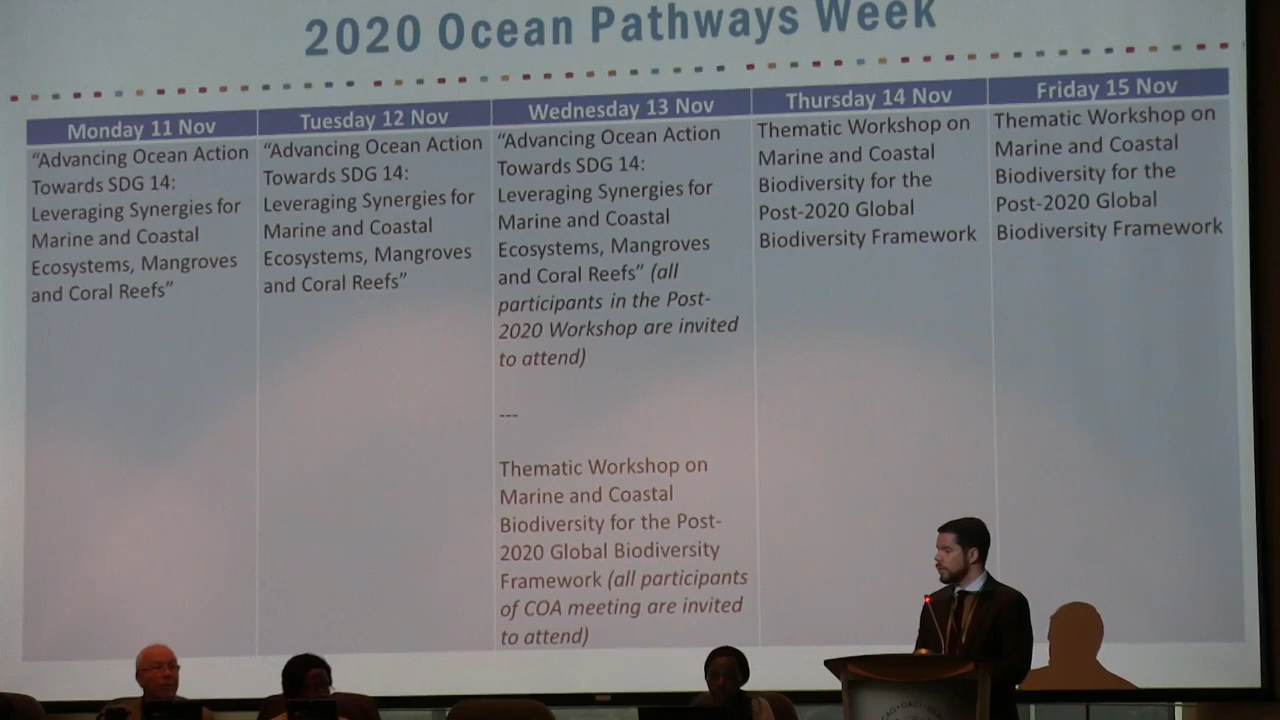 2020 Ocean Pathways Week
Monday 11 Nov
“Advancing Ocean Action
Towards SDG 14:
Leveraging Synergies for
Marine and Coastal
Ecosystems, Mangroves
and Coral Reefs”
Tuesday 12 Nov
“Advancing Ocean Action
Towards SDG 14:
Leveraging Synergies for
Marine and Coastal
Ecosystems, Mangroves
and Coral Reefs”
Wednesday 13 Nov
“Advancing Ocean Action
Towards SDG 14:
Leveraging Synergies for
Marine and Coastal
Ecosystems, Mangroves
and Coral Reefs” (all
participants in the Post-
2020 Workshop are invited
to attend)
---
Thematic Workshop on
Marine and Coastal
Biodiversity for the Post-
2020 Global Biodiversity
Framework (all participants
of COA meeting are invited
to attend)
Thursday 14 Nov
Thematic Workshop on
Marine and Coastal
Biodiversity for the
Post-2020 Global
Biodiversity Framework
Friday 15 Nov
Thematic Workshop on
Marine and Coastal
Biodiversity for the
Post-2020 Global
Biodiversity Framework